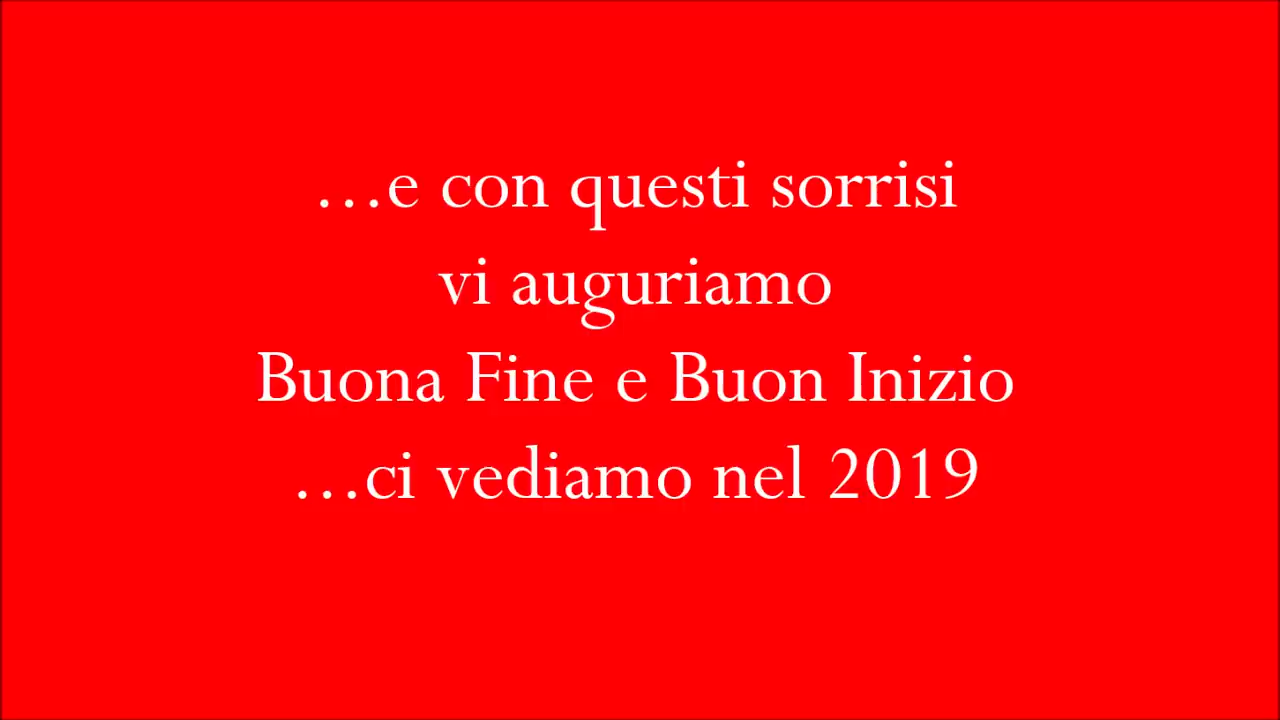 ...e con questi sorrisi
vi auguriamo
Buona Fine e Buon Inizio
...ci vediamo nel 2019